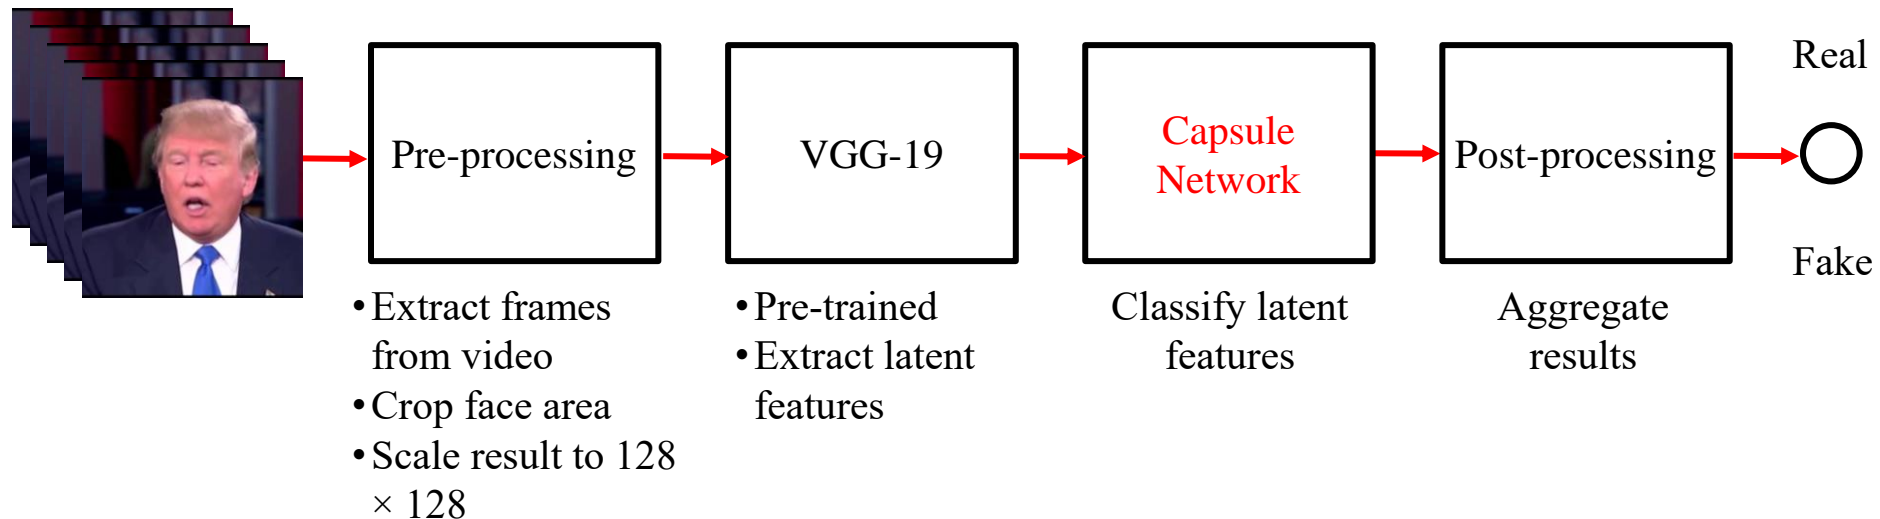 Pre-processing
• Extract frames
from video
• Crop face area
• Scale result to 128
× 128
VGG-19
• Pre-trained
• Extract latent
features
Capsule
Network
Classify latent
features
Post-processing
Aggregate
results
Real
Fake